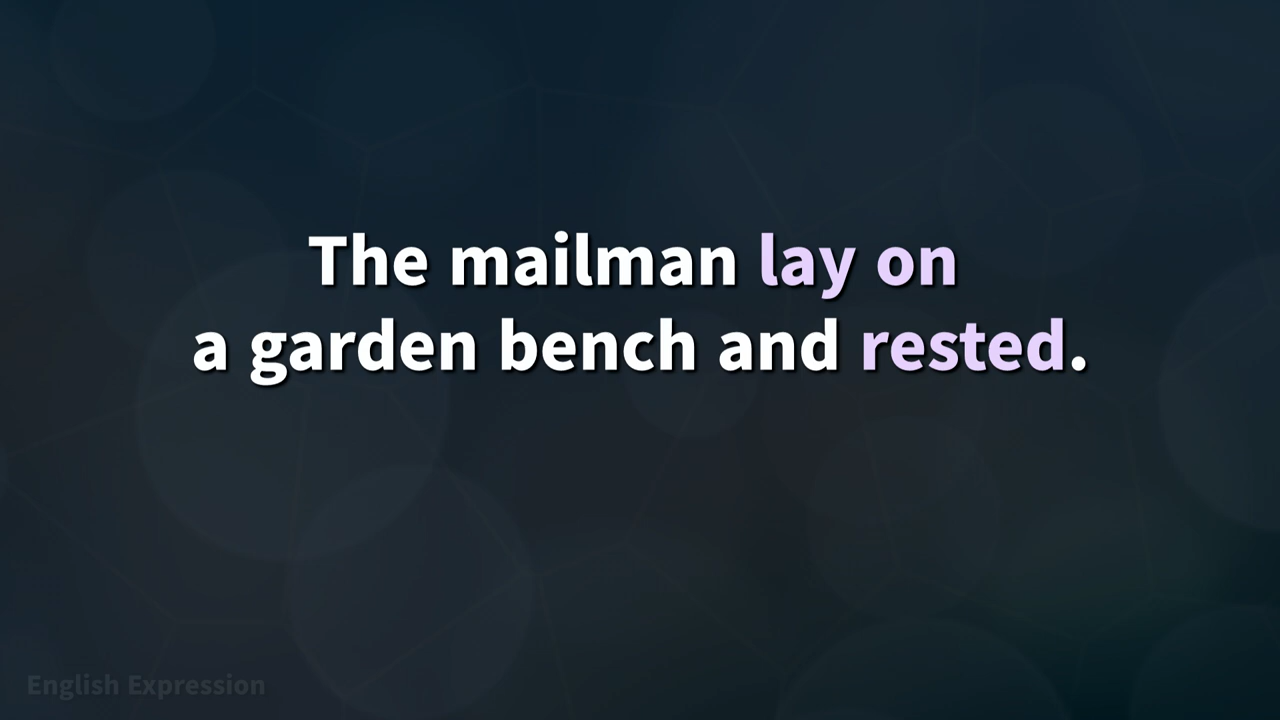 The mailman lay on
a garden bench and rested.
English Expression